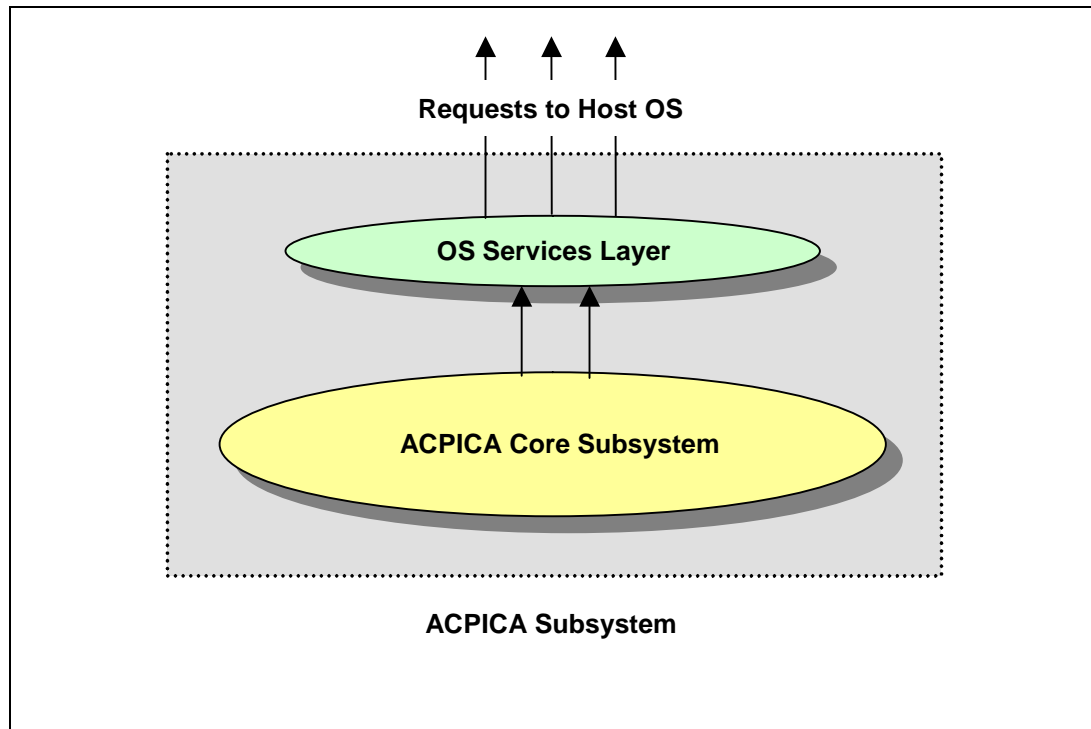 Requests to Host OS
OS Services Layer
ACPICA Core Subsystem
ACPICA Subsystem